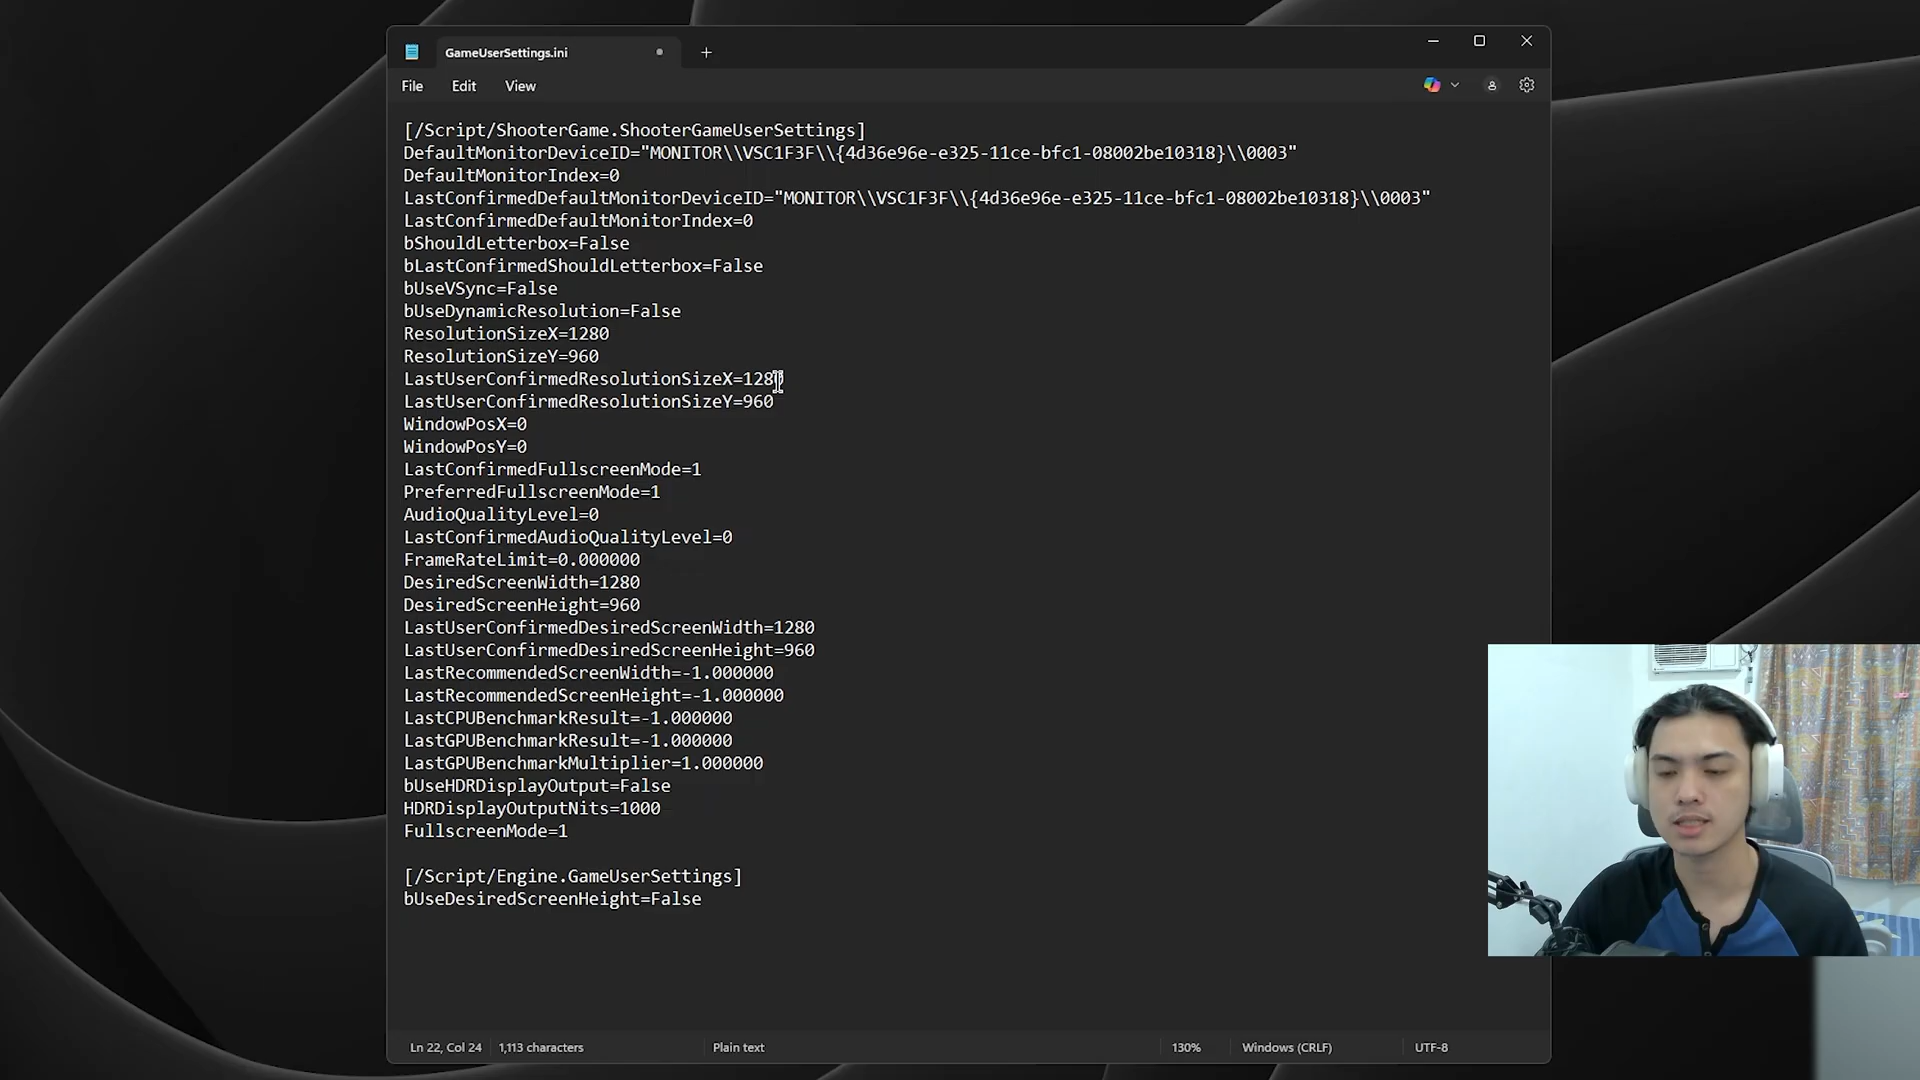 GameUserSettings.ini
File Edit View
[/Script/ShooterGame.ShooterGameUserSettings]
DefaultMonitorDeviceID="MONITOR\\VSC1F3F\\{4d36e96e-e325-11ce-bfc1-08002be10318}\\0003"
DefaultMonitorIndex=0
LastConfirmedDefaultMonitorDeviceID="MONITOR\\VSC1F3F\\{4d36e96e-e325-11ce-bfc1-08002be10318}\\0003"
LastConfirmedDefaultMonitorIndex=0
bShouldLetterbox=False
bLastConfirmedShouldLetterbox=False
bUseVSync=False
bUseDynamicResolution=False
ResolutionSizeX=1280
ResolutionSizeY=960
LastUserConfirmedResolutionSizeX=1280
LastUserConfirmedResolutionSizeY=960
WindowPosX=0
WindowPosY=0
LastConfirmedFullscreenMode=1
PreferredFullscreenMode=1
AudioQualityLevel=0
LastConfirmedAudioQualityLevel=0
FrameRateLimit=0.000000
DesiredScreenWidth=1280
DesiredScreenHeight=960
LastUserConfirmedDesiredScreenWidth=1280
LastUserConfirmedDesiredScreenHeight=960
LastRecommendedScreenWidth=-1.000000
LastRecommendedScreenHeight=-1.000000
LastCPUBenchmarkResult=-1.000000
LastGPUBenchmarkResult=-1.000000
LastGPUBenchmarkMultiplier=1.000000
bUseHDRDisplayOutput=False
HDRDisplayOutputNits=1000
FullscreenMode=1
[/Script/Engine.GameUserSettings]
bUseDesiredScreenHeight=False
Ln 22, Col 24 1,113 characters Plain text 130% Windows (CRLF) UTF-8